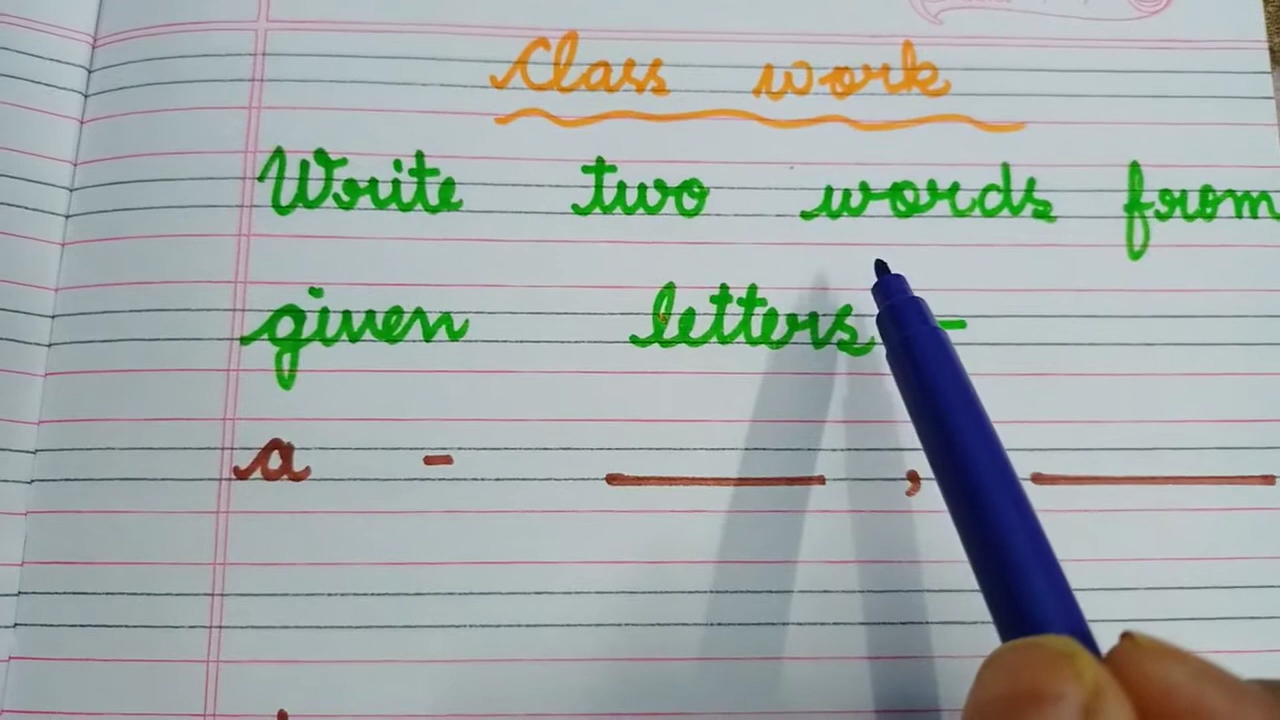 Class work
Write two words from
given letters -
a - ______ , ______